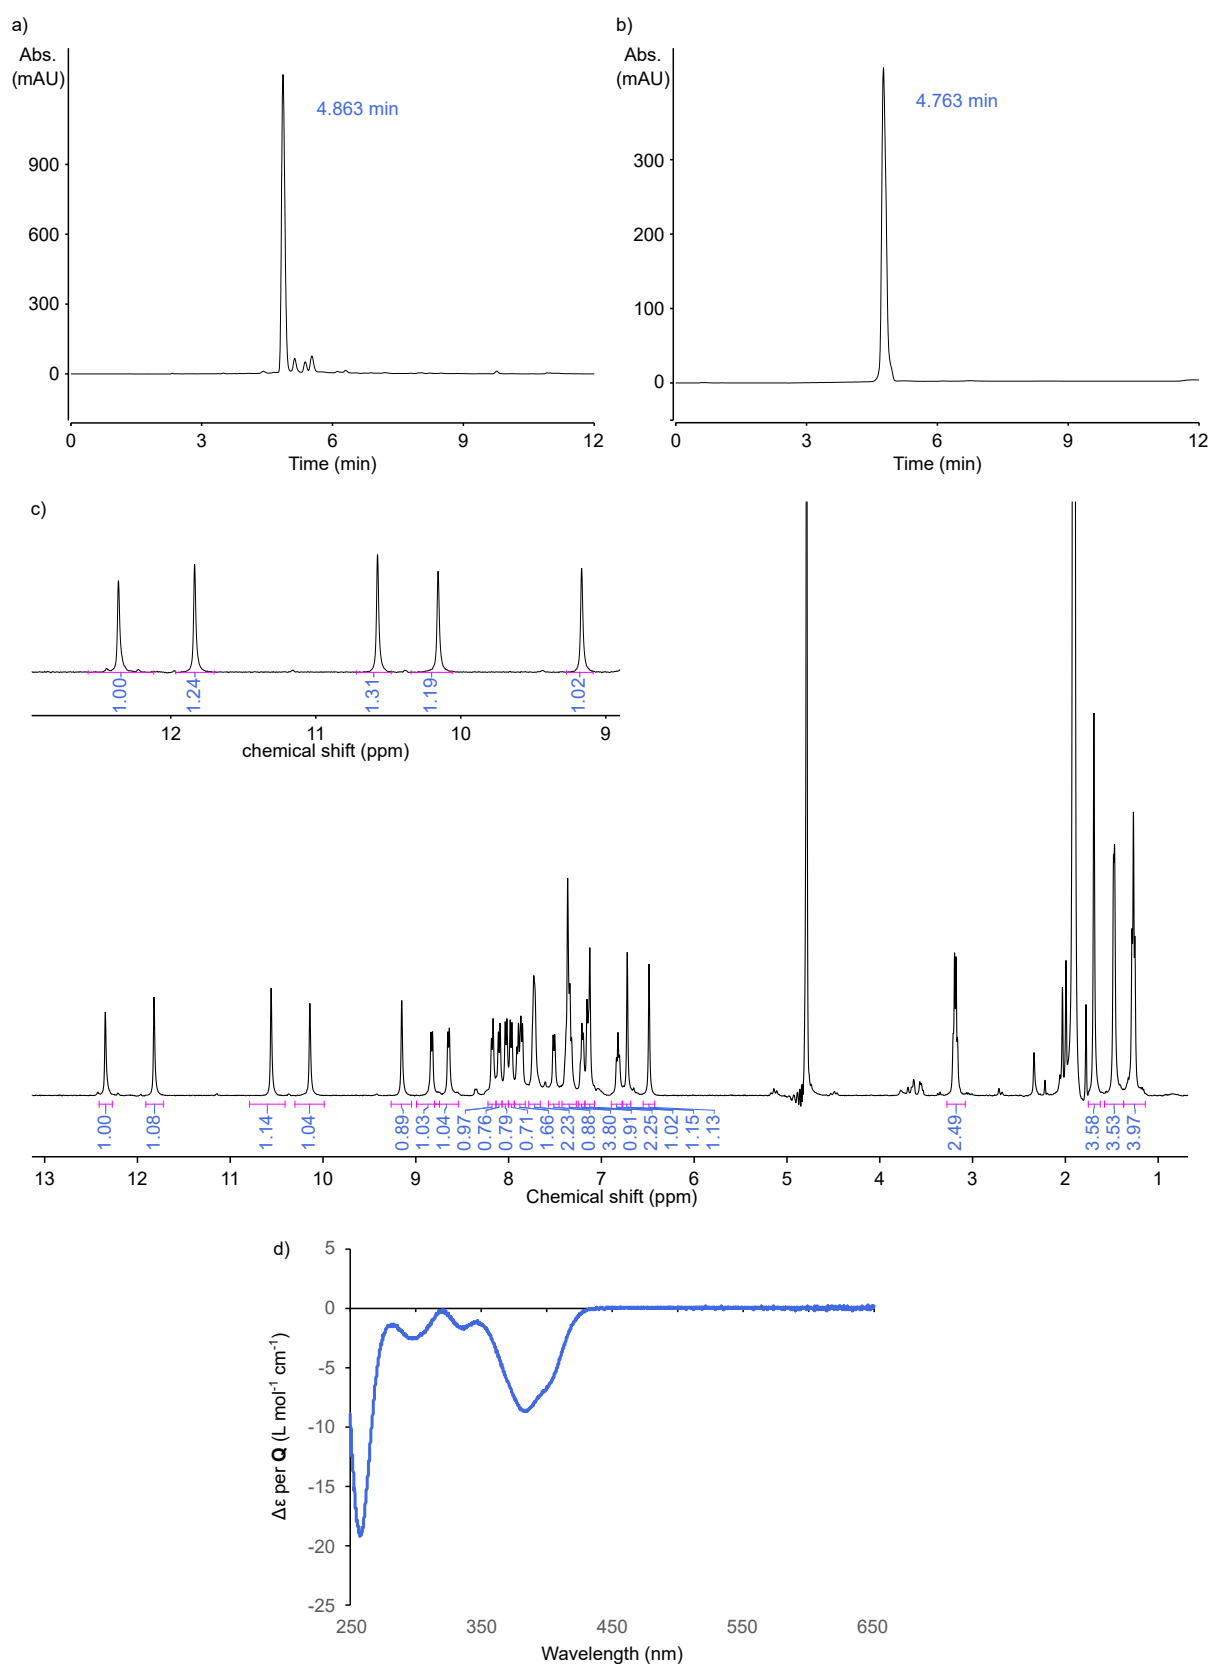 a)
Abs.
(mAU)
4.863 min
900
600
300
0
0 3 6 9 12
Time (min)
b)
Abs.
(mAU)
4.763 min
300
200
100
0
0 3 6 9 12
Time (min)
c)
1.00 1.24 1.31 1.19 1.02
12 11 10 9
chemical shift (ppm)
1.00 1.08 1.14 1.04 0.89 1.03 1.04 0.97 0.76 0.79 0.71 1.66 2.23 0.88 3.80 0.91 2.25 1.02 1.15 1.13 2.49 3.58 3.53 3.97
13 12 11 10 9 8 7 6 5 4 3 2 1
Chemical shift (ppm)
d)
5
0
-5
-10
-15
-20
-25
Δε per Q (L mol-1 cm-1)
250 350 450 550 650
Wavelength (nm)